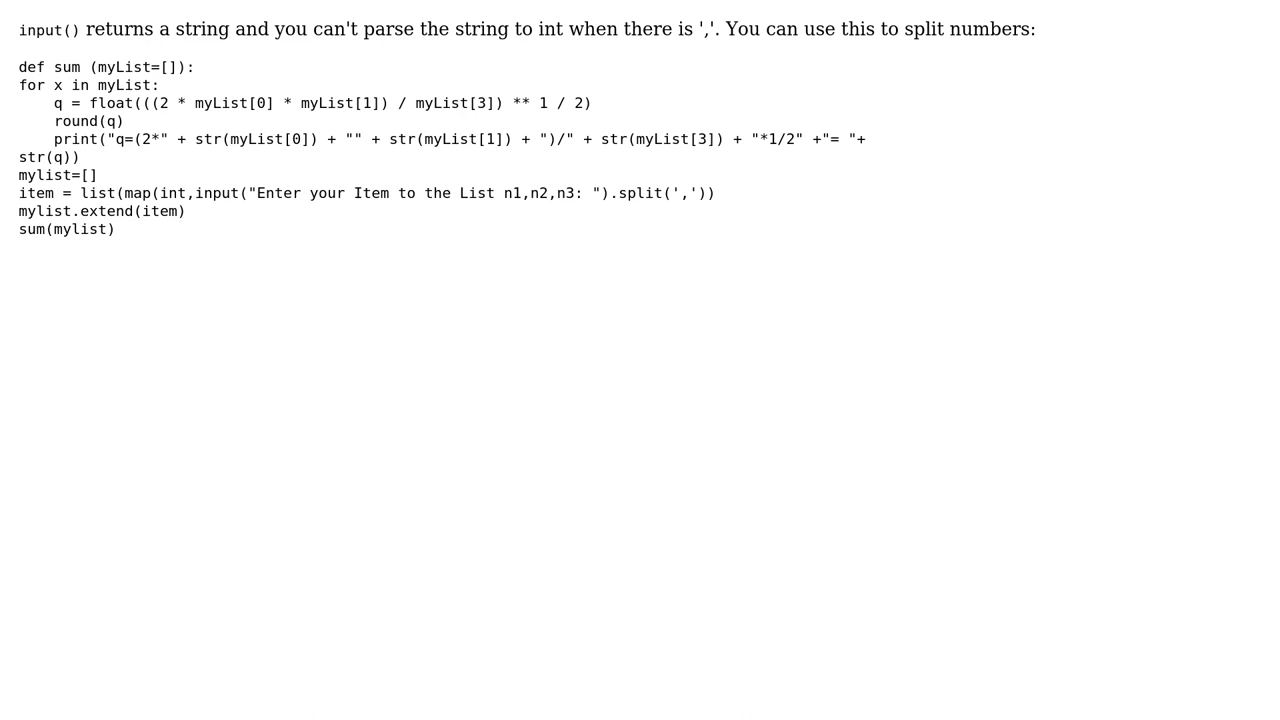 input() returns a string and you can't parse the string to int when there is ','. You can use this to split numbers:
def sum (myList=[]):
for x in myList:
    q = float(((2 * myList[0] * myList[1]) / myList[3]) ** 1 / 2)
    round(q)
    print("q=(2*" + str(myList[0]) + "" + str(myList[1]) + ")/" + str(myList[3]) + "*1/2" +"= "+
str(q))
mylist=[]
item = list(map(int,input("Enter your Item to the List n1,n2,n3: ").split(','))
mylist.extend(item)
sum(mylist)